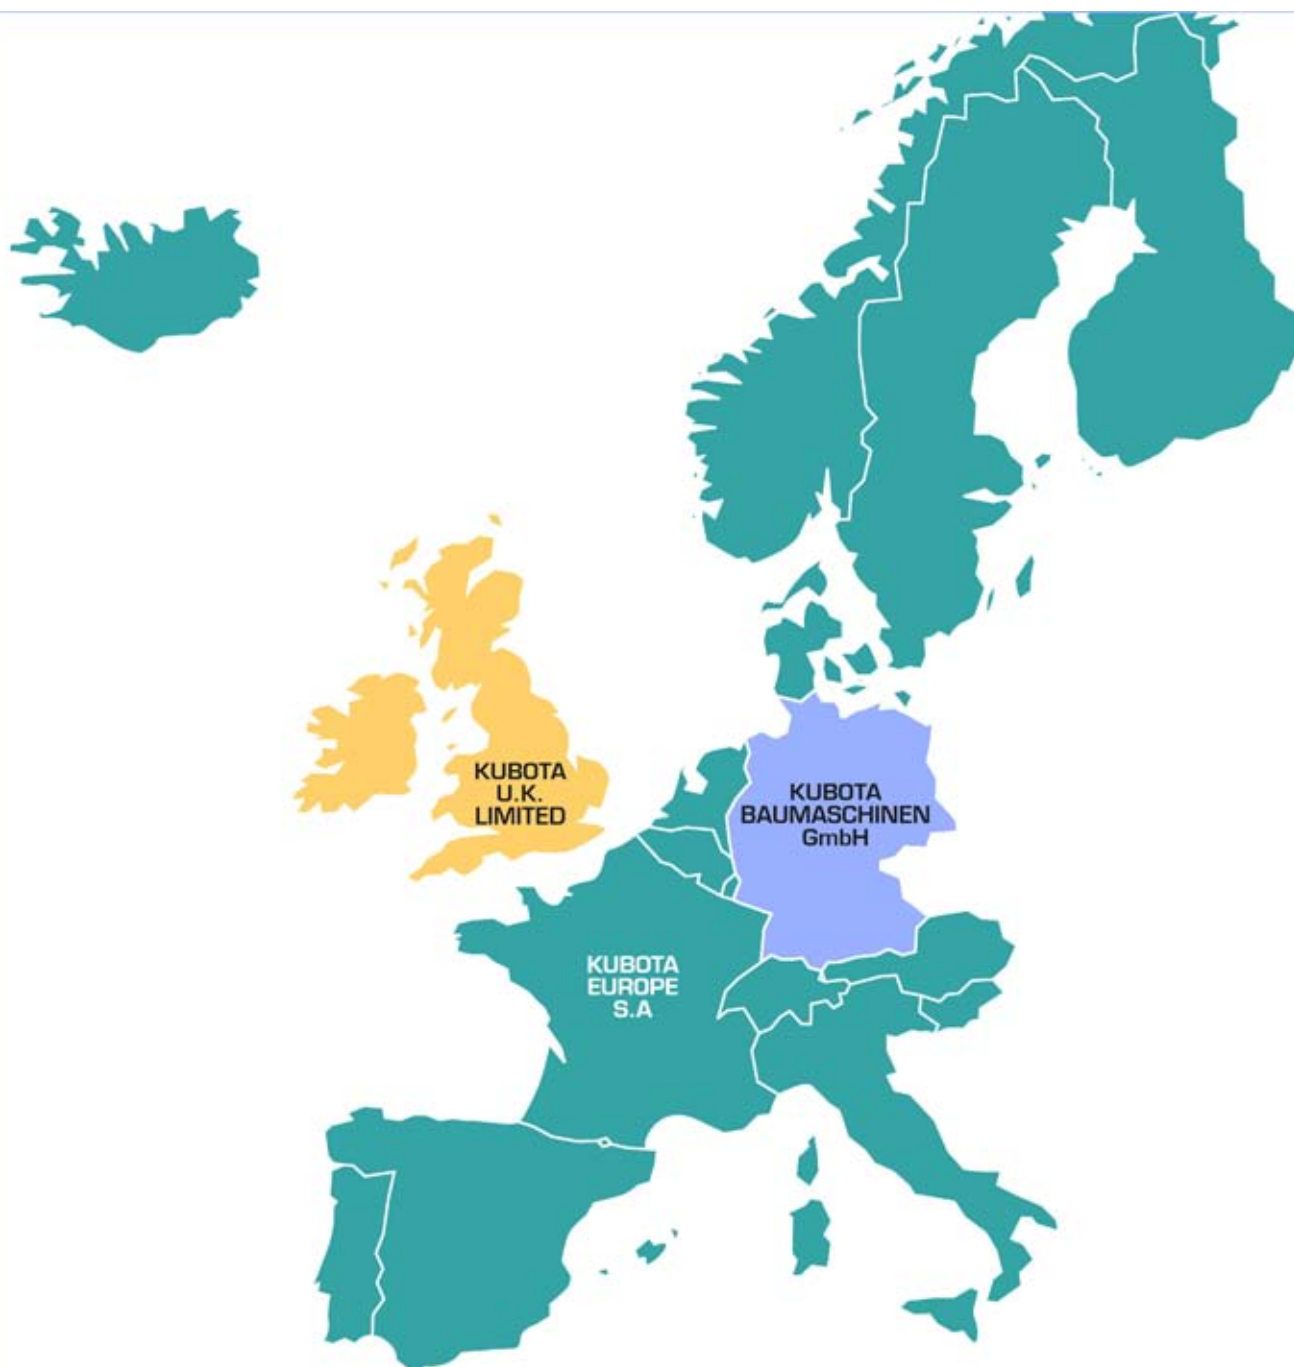 KUBOTA
U.K.
LIMITED
KUBOTA
BAUMASCHINEN
GmbH
KUBOTA
EUROPE
S.A